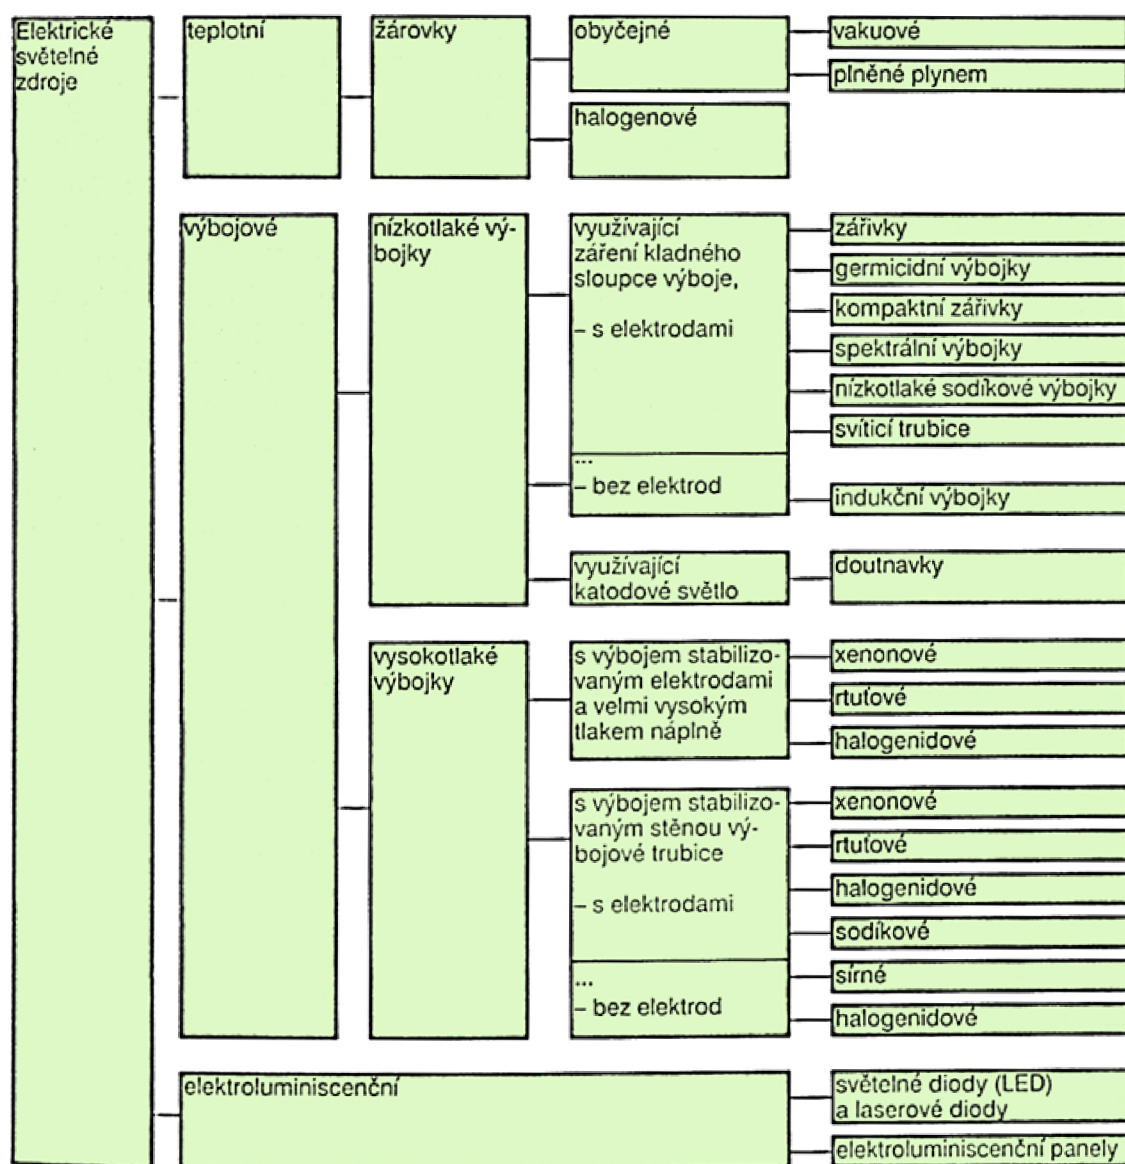 Elektrické
světelné
zdroje
teplotní
žárovky
obyčejné
vakuové
plněné plynem
halogenové
výbojové
nízkotlaké vý-
bojky
využívající
záření kladného
sloupce výboje,
– s elektrodami
zářivky
germicidní výbojky
kompaktní zářivky
spektrální výbojky
nízkotlaké sodíkové výbojky
svíticí trubice
...
– bez elektrod
indukční výbojky
využívající
katodové světlo
doutnavky
vysokotlaké
výbojky
s výbojem stabilizo-
vaným elektrodami
a velmi vysokým
tlakem náplně
xenonové
rtuťové
halogenidové
s výbojem stabilizo-
vaným stěnou vý-
bojové trubice
– s elektrodami
xenonové
rtuťové
halogenidové
sodíkové
...
– bez elektrod
sírné
halogenidové
elektroluminiscenční
světelné diody (LED)
a laserové diody
elektroluminiscenční panely